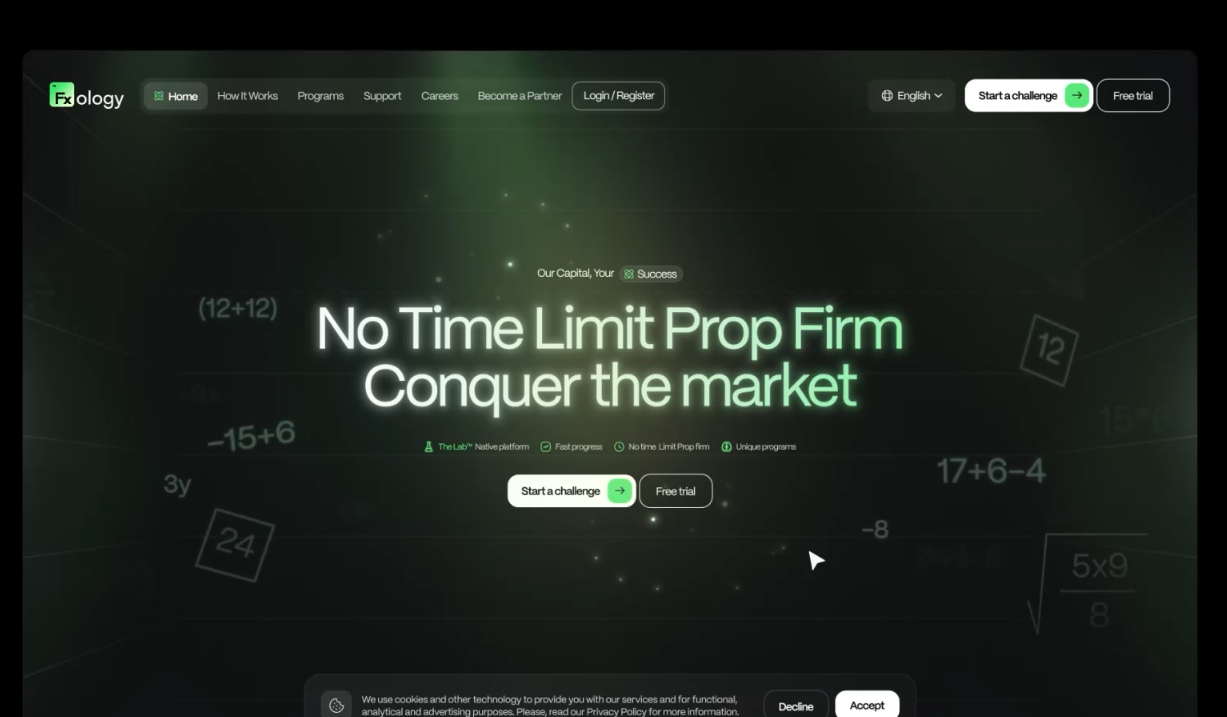 Fxology
Home How It Works Programs Support Careers Become a Partner Login / Register English Start a challenge Free trial
Our Capital, Your Success
No Time Limit Prop Firm
Conquer the market
The Lab™ Native platform Fast progress No time Limit Prop firm Unique programs
Start a challenge Free trial
(12+12)
12
-15+6
17+6-4
3y
-8
24
5x9
8
We use cookies and other technology to provide you with our services and for functional,
analytical and advertising purposes. Please, read our Privacy Policy for more information.
Decline Accept